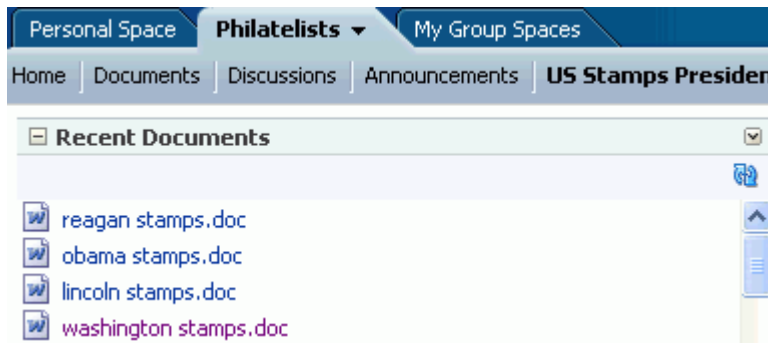 Personal Space Philatelists My Group Spaces
Home Documents Discussions Announcements US Stamps Presiden
Recent Documents
reagan stamps.doc
obama stamps.doc
lincoln stamps.doc
washington stamps.doc